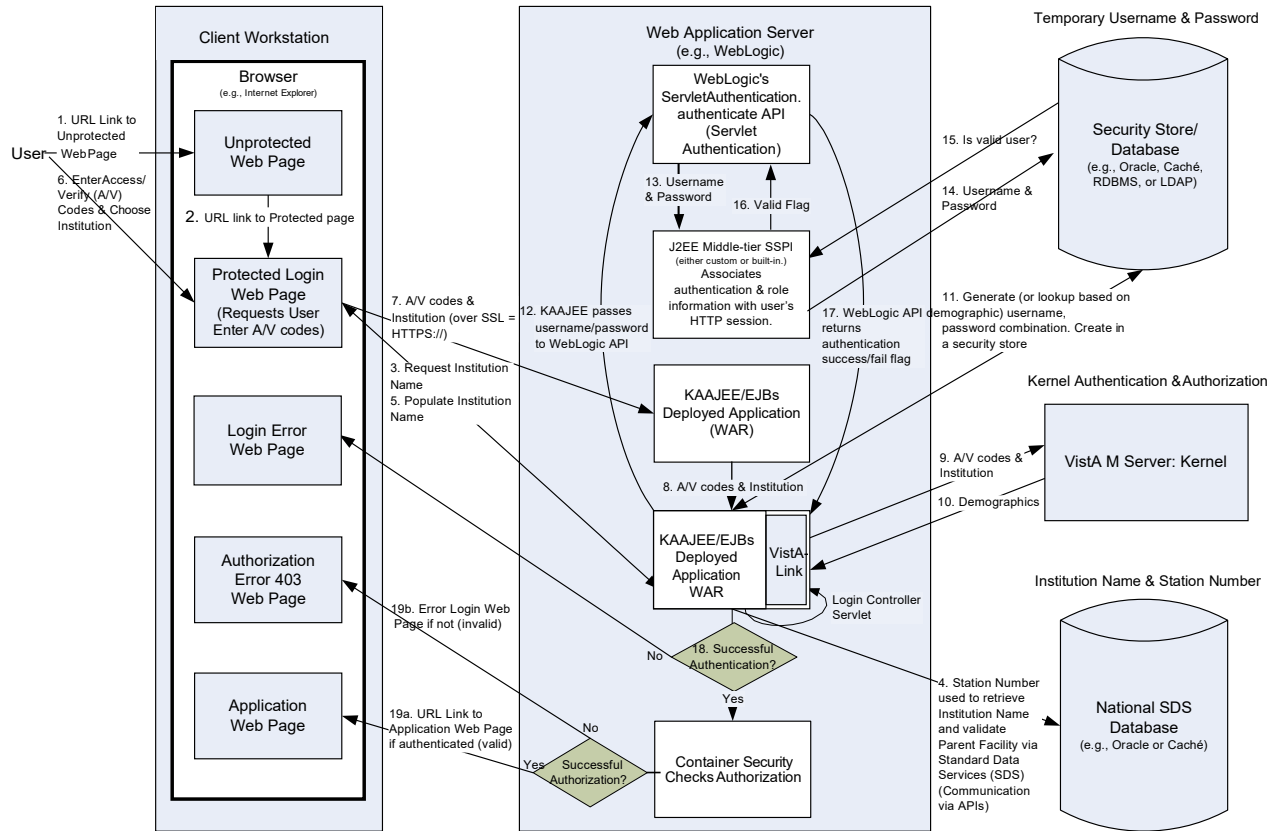 Client Workstation
Browser
(e.g., Internet Explorer)
1. URL Link to
Unprotected
WebPage
User
6. EnterAccess/
Verify (A/V)
Codes & Choose
Institution
Unprotected
Web Page
2. URL link to Protected page
Protected Login
Web Page
(Requests User
Enter A/V codes)
Login Error
Web Page
Authorization
Error 403
Web Page
Application
Web Page
7. A/V codes &
Institution (over SSL =
HTTPS://)
3. Request Institution
Name
5. Populate Institution
Name
19b. Error Login Web
Page if not (invalid)
19a. URL Link to
Application Web Page
if authenticated (valid)
Web Application Server
(e.g., WebLogic)
WebLogic's
ServletAuthentication.
authenticate API
(Servlet
Authentication)
13. Username
& Password
16. Valid Flag
J2EE Middle-tier SSPI
(either custom or built-in.)
Associates
authentication & role
information with user's
HTTP session.
12. KAAJEE passes
username/password
to WebLogic API
17. WebLogic API
returns
authentication
success/fail flag
KAAJEE/EJBs
Deployed Application
(WAR)
8. A/V codes & Institution
KAAJEE/EJBs
Deployed
Application
WAR
VistA-
Link
Login Controller
Servlet
18. Successful
Authentication?
No
Yes
Container Security
Checks Authorization
Successful
Authorization?
No
Yes
Temporary Username & Password
Security Store/
Database
(e.g., Oracle, Caché,
RDBMS, or LDAP)
15. Is valid user?
14. Username &
Password
11. Generate (or lookup based on
demographic) username,
password combination. Create in
a security store
Kernel Authentication & Authorization
VistA M Server: Kernel
9. A/V codes &
Institution
10. Demographics
Institution Name & Station Number
National SDS
Database
(e.g., Oracle or Caché)
4. Station Number
used to retrieve
Institution Name
and validate
Parent Facility via
Standard Data
Services (SDS)
(Communication
via APIs)